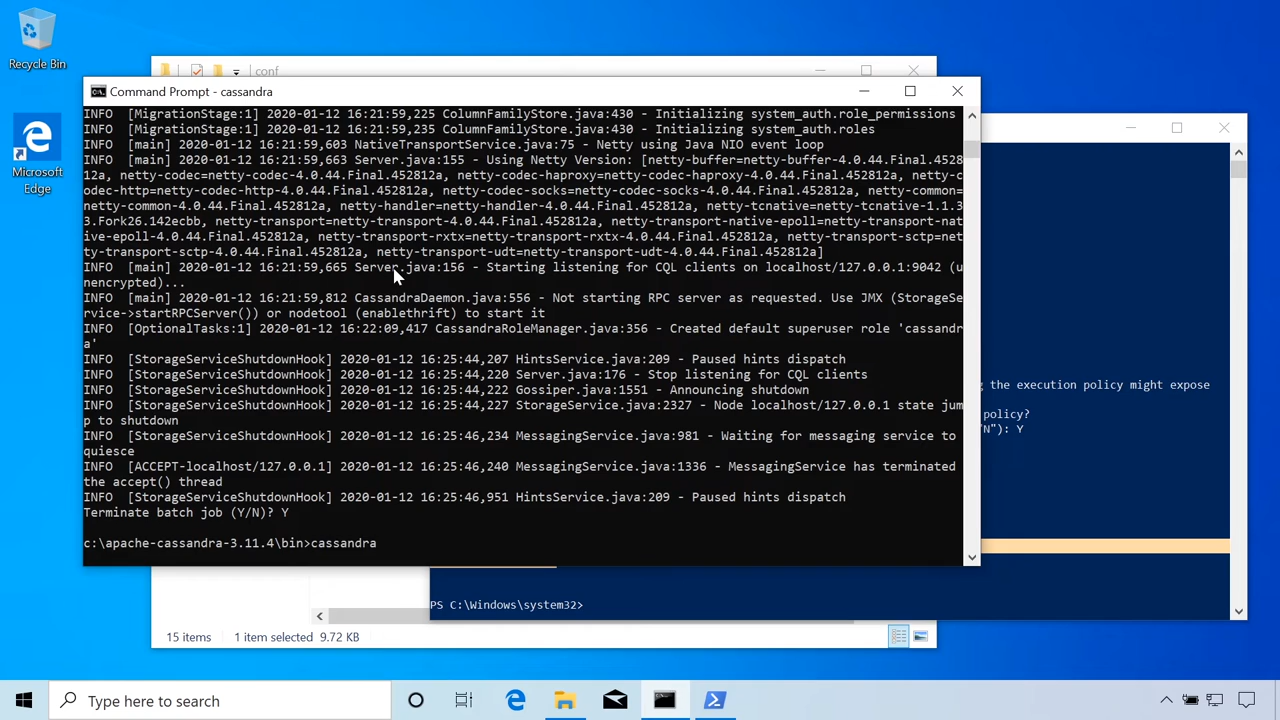 Recycle Bin
Microsoft
Edge
conf
Command Prompt - cassandra
INFO  [MigrationStage:1] 2020-01-12 16:21:59,225 ColumnFamilyStore.java:430 - Initializing system_auth.role_permissions
INFO  [MigrationStage:1] 2020-01-12 16:21:59,235 ColumnFamilyStore.java:430 - Initializing system_auth.roles
INFO  [main] 2020-01-12 16:21:59,603 NativeTransportService.java:75 - Netty using Java NIO event loop
INFO  [main] 2020-01-12 16:21:59,663 Server.java:155 - Using Netty Version: [netty-buffer=netty-buffer-4.0.44.Final.4528
12a, netty-codec=netty-codec-4.0.44.Final.452812a, netty-codec-haproxy=netty-codec-haproxy-4.0.44.Final.452812a, netty-c
odec-http=netty-codec-http-4.0.44.Final.452812a, netty-codec-socks=netty-codec-socks-4.0.44.Final.452812a, netty-common=
netty-common-4.0.44.Final.452812a, netty-handler=netty-handler-4.0.44.Final.452812a, netty-tcnative=netty-tcnative-1.1.3
3.Fork26.142ecbb, netty-transport=netty-transport-4.0.44.Final.452812a, netty-transport-native-epoll=netty-transport-nat
ive-epoll-4.0.44.Final.452812a, netty-transport-rxtx=netty-transport-rxtx-4.0.44.Final.452812a, netty-transport-sctp=net
ty-transport-sctp-4.0.44.Final.452812a, netty-transport-udt=netty-transport-udt-4.0.44.Final.452812a]
INFO  [main] 2020-01-12 16:21:59,665 Server.java:156 - Starting listening for CQL clients on localhost/127.0.0.1:9042 (u
nencrypted)...
INFO  [main] 2020-01-12 16:21:59,812 CassandraDaemon.java:556 - Not starting RPC server as requested. Use JMX (StorageSe
rvice->startRPCServer()) or nodetool (enablethrift) to start it
INFO  [OptionalTasks:1] 2020-01-12 16:22:09,417 CassandraRoleManager.java:356 - Created default superuser role 'cassandr
a'
INFO  [StorageServiceShutdownHook] 2020-01-12 16:25:44,207 HintsService.java:209 - Paused hints dispatch
INFO  [StorageServiceShutdownHook] 2020-01-12 16:25:44,220 Server.java:176 - Stop listening for CQL clients
INFO  [StorageServiceShutdownHook] 2020-01-12 16:25:44,222 Gossiper.java:1551 - Announcing shutdown
INFO  [StorageServiceShutdownHook] 2020-01-12 16:25:44,227 StorageService.java:2327 - Node localhost/127.0.0.1 state jum
p to shutdown
INFO  [StorageServiceShutdownHook] 2020-01-12 16:25:46,234 MessagingService.java:981 - Waiting for messaging service to
quiesce
INFO  [ACCEPT-localhost/127.0.0.1] 2020-01-12 16:25:46,240 MessagingService.java:1336 - MessagingService has terminated
the accept() thread
INFO  [StorageServiceShutdownHook] 2020-01-12 16:25:46,951 HintsService.java:209 - Paused hints dispatch
Terminate batch job (Y/N)? Y
c:\apache-cassandra-3.11.4\bin>cassandra
the execution policy might expose
policy?
"N"): Y
PS C:\Windows\system32>
15 items
1 item selected 9.72 KB
Type here to search